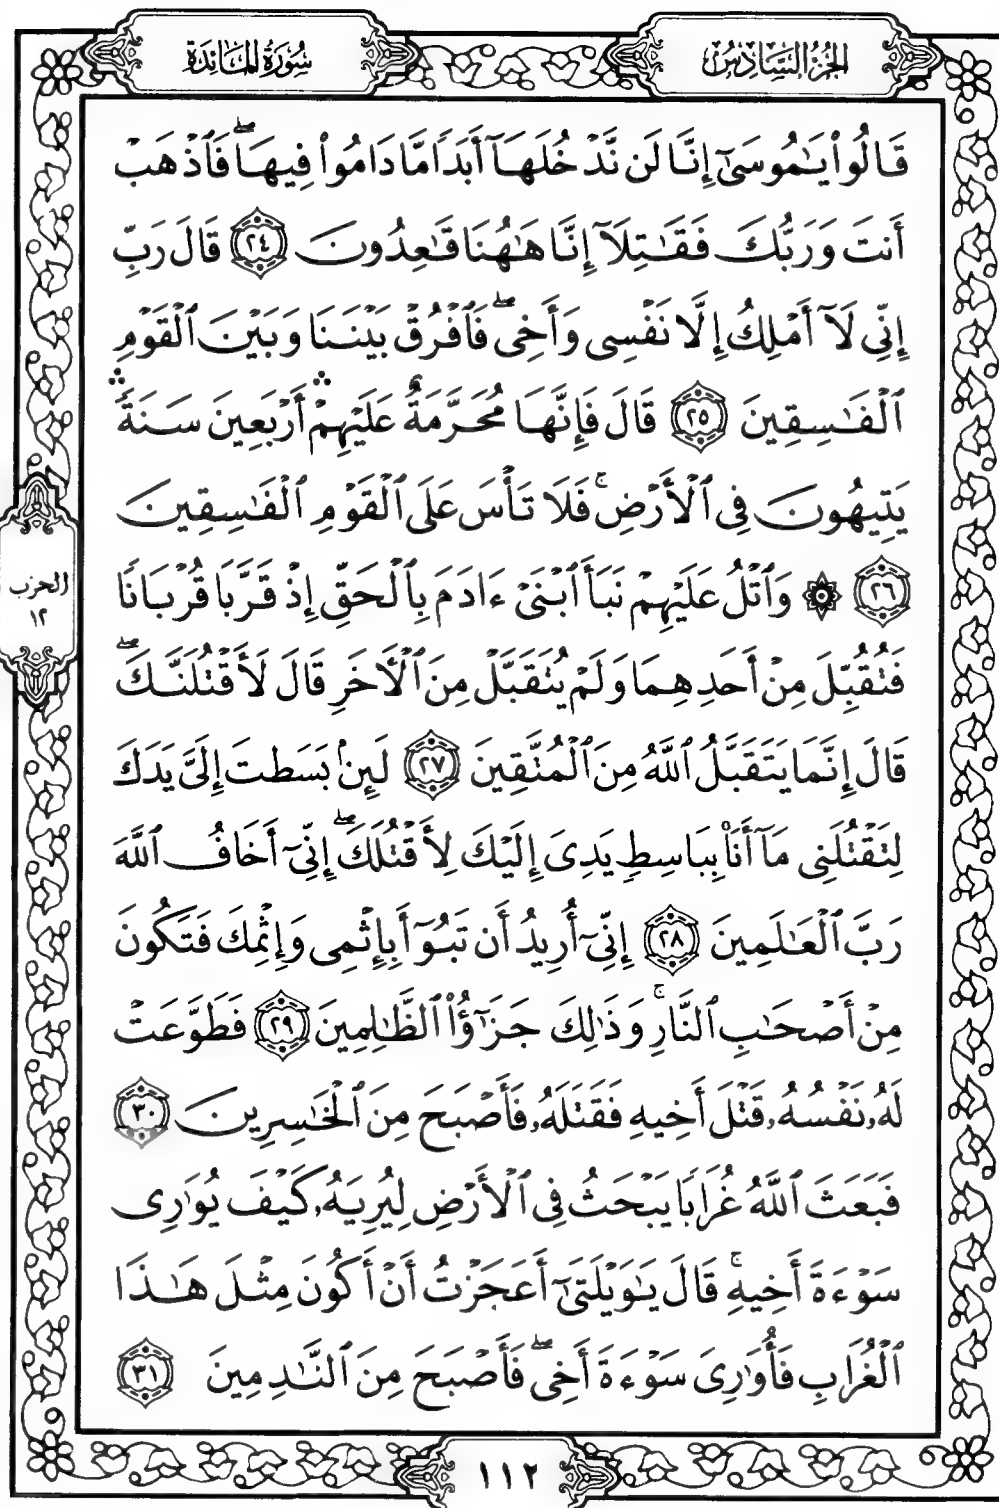 الجزء السادس
سورة المائدة
قَالُوا۟ يَـٰمُوسَىٰٓ إِنَّا لَن نَّدْخُلَهَآ أَبَدًا مَّا دَامُوا۟ فِيهَا ۖ فَٱذْهَبْ
أَنتَ وَرَبُّكَ فَقَـٰتِلَآ إِنَّا هَـٰهُنَا قَـٰعِدُونَ ٢٤ قَالَ رَبِّ
إِنِّى لَآ أَمْلِكُ إِلَّا نَفْسِى وَأَخِى ۖ فَٱفْرُقْ بَيْنَنَا وَبَيْنَ ٱلْقَوْمِ
ٱلْفَـٰسِقِينَ ٢٥ قَالَ فَإِنَّهَا مُحَرَّمَةٌ عَلَيْهِمْ ۛ أَرْبَعِينَ سَنَةً ۛ
يَتِيهُونَ فِى ٱلْأَرْضِ ۚ فَلَا تَأْسَ عَلَى ٱلْقَوْمِ ٱلْفَـٰسِقِينَ
٢٦ ۞ وَٱتْلُ عَلَيْهِمْ نَبَأَ ٱبْنَىْ ءَادَمَ بِٱلْحَقِّ إِذْ قَرَّبَا قُرْبَانًا
فَتُقُبِّلَ مِنْ أَحَدِهِمَا وَلَمْ يُتَقَبَّلْ مِنَ ٱلْـَٔاخَرِ قَالَ لَأَقْتُلَنَّكَ ۖ
قَالَ إِنَّمَا يَتَقَبَّلُ ٱللَّهُ مِنَ ٱلْمُتَّقِينَ ٢٧ لَئِنۢ بَسَطتَ إِلَىَّ يَدَكَ
لِتَقْتُلَنِى مَآ أَنَا۠ بِبَاسِطٍ يَدِىَ إِلَيْكَ لِأَقْتُلَكَ ۖ إِنِّىٓ أَخَافُ ٱللَّهَ
رَبَّ ٱلْعَـٰلَمِينَ ٢٨ إِنِّىٓ أُرِيدُ أَن تَبُوٓأَ بِإِثْمِى وَإِثْمِكَ فَتَكُونَ
مِنْ أَصْحَـٰبِ ٱلنَّارِ ۚ وَذَٰلِكَ جَزَٰٓؤُا۟ ٱلظَّـٰلِمِينَ ٢٩ فَطَوَّعَتْ
لَهُۥ نَفْسُهُۥ قَتْلَ أَخِيهِ فَقَتَلَهُۥ فَأَصْبَحَ مِنَ ٱلْخَـٰسِرِينَ ٣٠
فَبَعَثَ ٱللَّهُ غُرَابًا يَبْحَثُ فِى ٱلْأَرْضِ لِيُرِيَهُۥ كَيْفَ يُوَٰرِى
سَوْءَةَ أَخِيهِ ۚ قَالَ يَـٰوَيْلَتَىٰٓ أَعَجَزْتُ أَنْ أَكُونَ مِثْلَ هَـٰذَا
ٱلْغُرَابِ فَأُوَٰرِىَ سَوْءَةَ أَخِى ۖ فَأَصْبَحَ مِنَ ٱلنَّـٰدِمِينَ ٣١
الحزب
١٢
١١٢